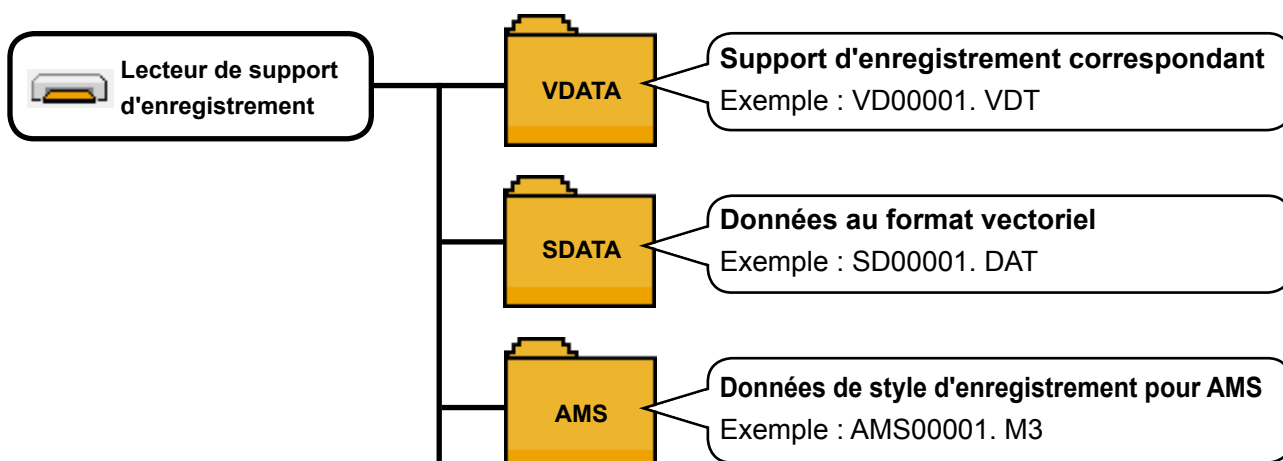 Lecteur de support
d'enregistrement
VDATA
Support d'enregistrement correspondant
Exemple : VD00001. VDT
SDATA
Données au format vectoriel
Exemple : SD00001. DAT
AMS
Données de style d'enregistrement pour AMS
Exemple : AMS00001. M3